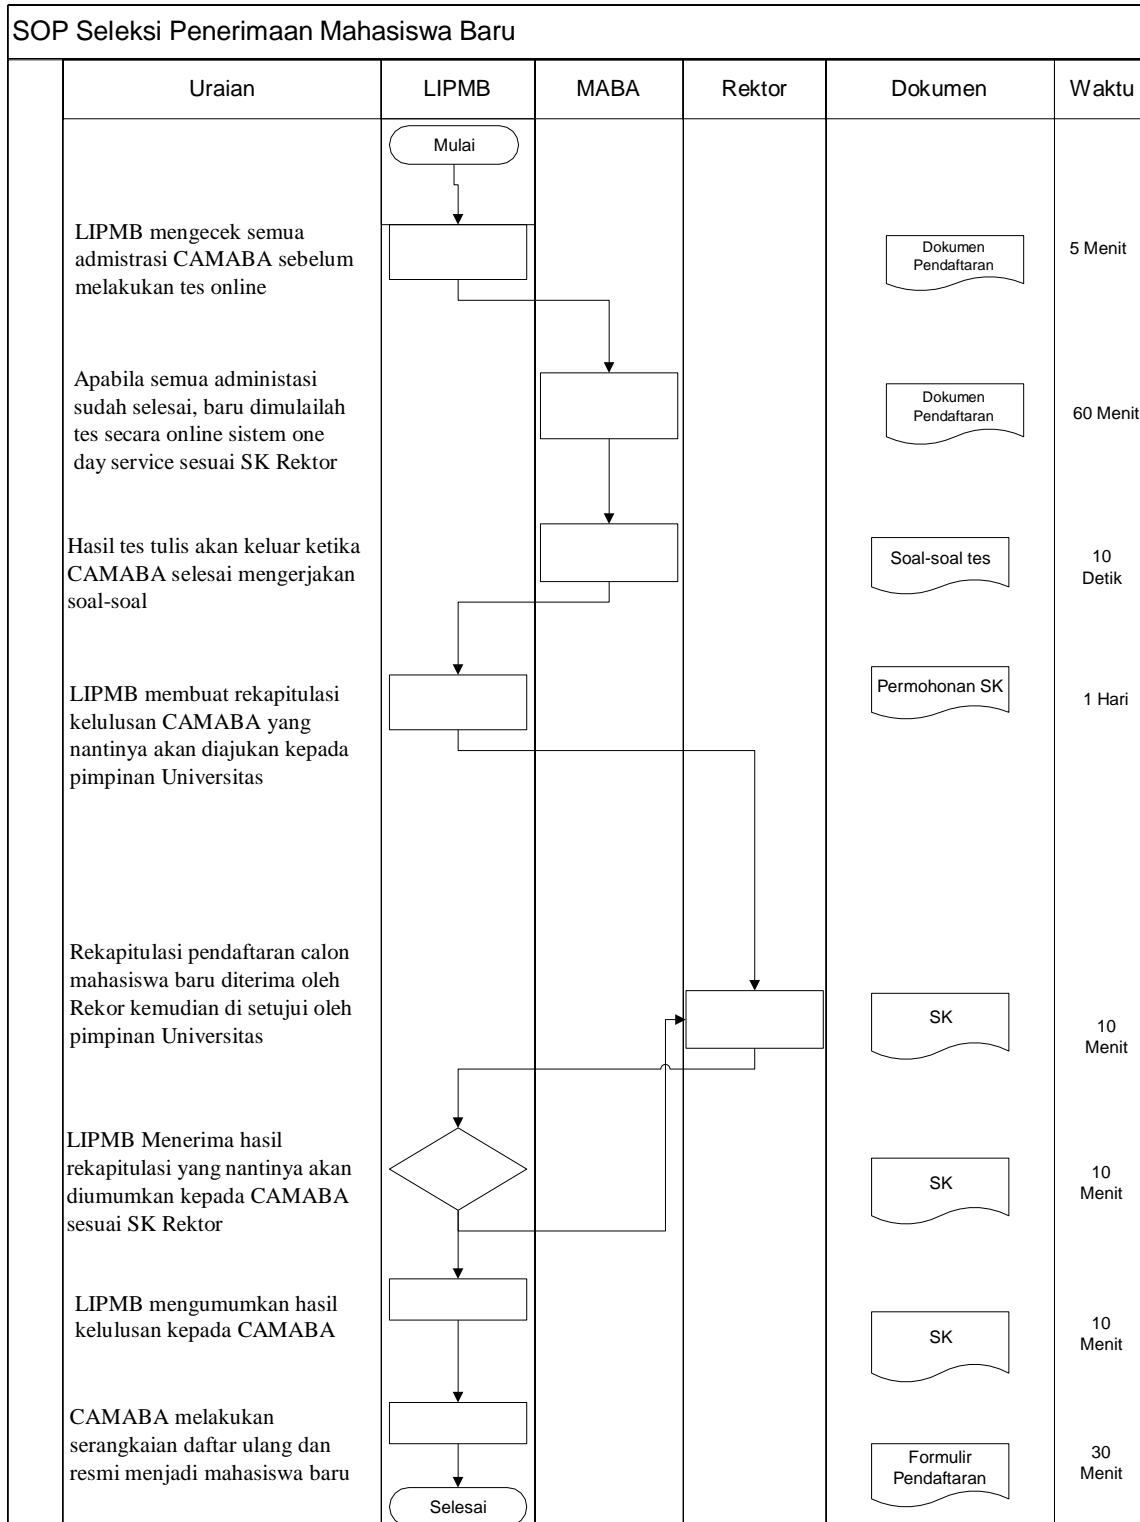 SOP Seleksi Penerimaan Mahasiswa Baru
Uraian
LIPMB
MABA
Rektor
Dokumen
Waktu
Mulai
LIPMB mengecek semua
admistrasi CAMABA sebelum
melakukan tes online
Dokumen
Pendaftaran
5 Menit
Apabila semua administasi
sudah selesai, baru dimulailah
tes secara online sistem one
day service sesuai SK Rektor
Dokumen
Pendaftaran
60 Menit
Hasil tes tulis akan keluar ketika
CAMABA selesai mengerjakan
soal-soal
Soal-soal tes
10
Detik
LIPMB membuat rekapitulasi
kelulusan CAMABA yang
nantinya akan diajukan kepada
pimpinan Universitas
Permohonan SK
1 Hari
Rekapitulasi pendaftaran calon
mahasiswa baru diterima oleh
Rekor kemudian di setujui oleh
pimpinan Universitas
SK
10
Menit
LIPMB Menerima hasil
rekapitulasi yang nantinya akan
diumumkan kepada CAMABA
sesuai SK Rektor
SK
10
Menit
LIPMB mengumumkan hasil
kelulusan kepada CAMABA
SK
10
Menit
CAMABA melakukan
serangkaian daftar ulang dan
resmi menjadi mahasiswa baru
Formulir
Pendaftaran
30
Menit
Selesai